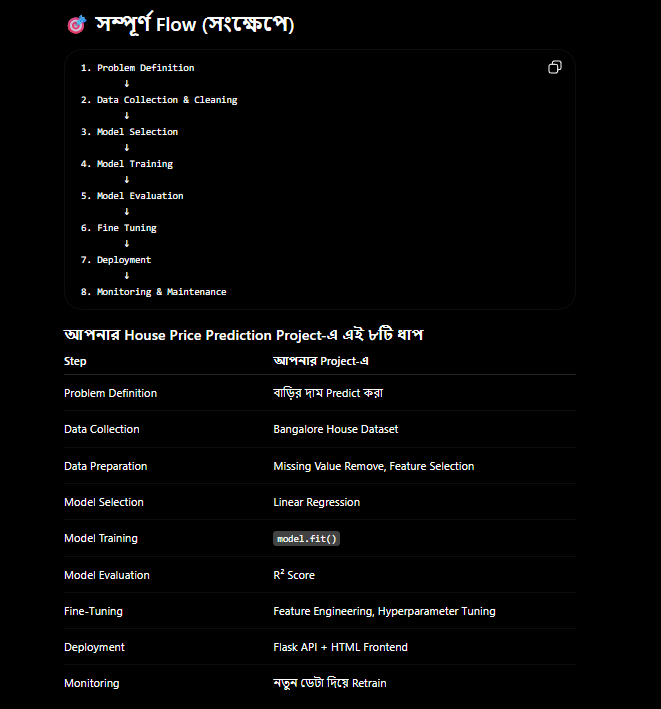 🎯 সম্পূর্ণ Flow (সংক্ষেপে)
1. Problem Definition
↓
2. Data Collection & Cleaning
↓
3. Model Selection
↓
4. Model Training
↓
5. Model Evaluation
↓
6. Fine Tuning
↓
7. Deployment
↓
8. Monitoring & Maintenance
আপনার House Price Prediction Project-এ এই ৮টি ধাপ
Step আপনার Project-এ
Problem Definition বাড়ির দাম Predict করা
Data Collection Bangalore House Dataset
Data Preparation Missing Value Remove, Feature Selection
Model Selection Linear Regression
Model Training model.fit()
Model Evaluation R² Score
Fine-Tuning Feature Engineering, Hyperparameter Tuning
Deployment Flask API + HTML Frontend
Monitoring নতুন ডেটা দিয়ে Retrain